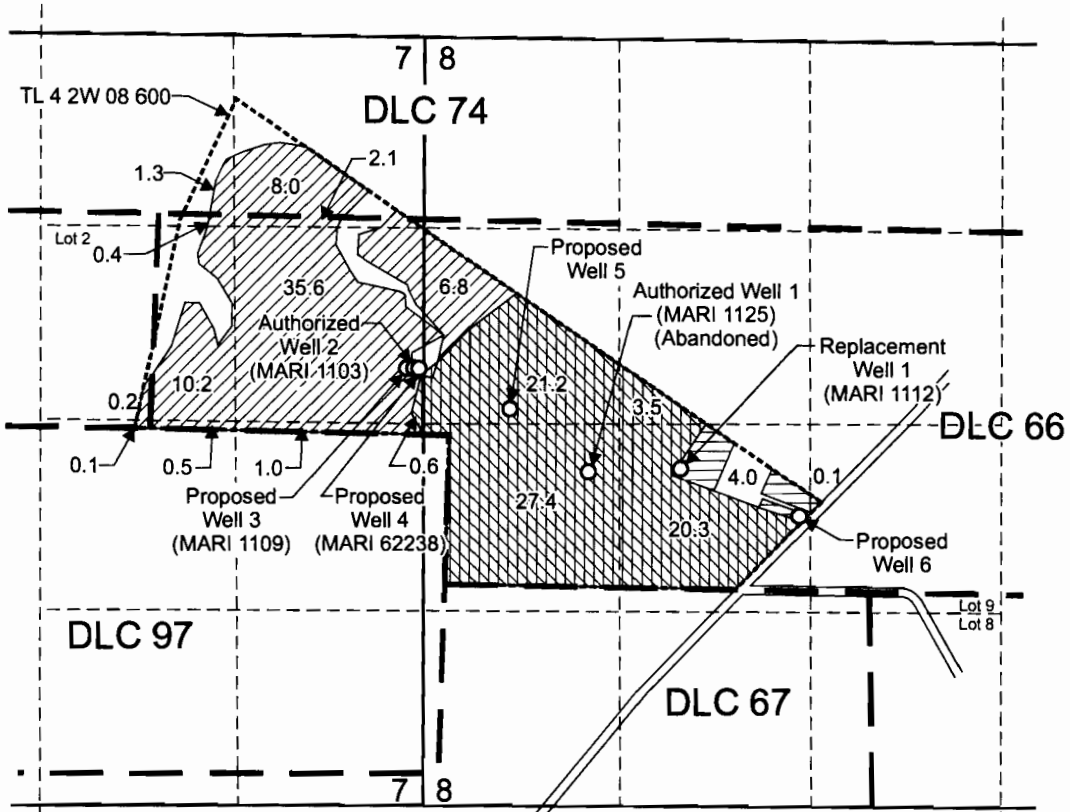 7 8
TL 4 2W 08 600
DLC 74
2.1
1.3
8.0
Lot 2
0.4
Proposed
Well 5
6.8
35.6
Authorized Well 1
(MARI 1125)
(Abandoned)
Authorized
Well 2
(MARI 1103)
Replacement
Well 1
(MARI 1112)
10.2
21.2
3.5
0.2
DLC 66
0.1
0.5
1.0
0.6
4.0
0.1
Proposed
Well 3
(MARI 1109)
Proposed
Well 4
(MARI 62238)
27.4
20.3
Proposed
Well 6
Lot 9
Lot 8
DLC 97
DLC 67
7 8